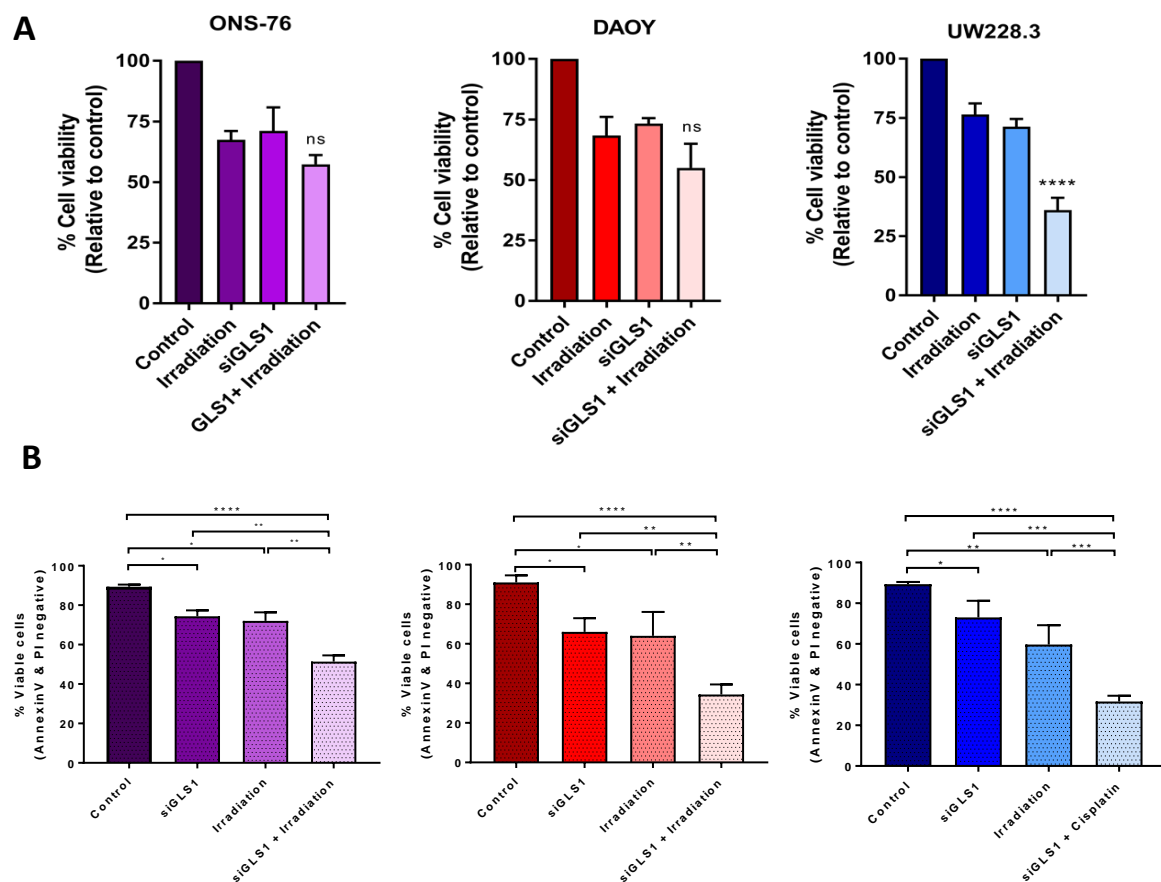 A
ONS-76
% Cell viability
(Relative to control)
100
75
50
25
0
ns
Control
Irradiation
siGLS1
GLS1+ Irradiation
DAOY
% Cell viability
(Relative to control)
100
75
50
25
0
ns
Control
Irradiation
siGLS1
siGLS1 + Irradiation
UW228.3
% Cell viability
(Relative to control)
100
75
50
25
0
****
Control
Irradiation
siGLS1
siGLS1 + Irradiation
B
% Viable cells
(AnnexinV & PI negative)
100
80
60
40
20
0
****
**
*
**
*
Control
siGLS1
Irradiation
siGLS1 + Irradiation
% Viable cells
(AnnexinV & PI negative)
100
80
60
40
20
0
****
**
*
**
*
Control
siGLS1
Irradiation
siGLS1 + Irradiation
% Viable cells
(AnnexinV & PI negative)
100
80
60
40
20
0
****
***
**
***
*
Control
siGLS1
Irradiation
siGLS1 + Cisplatin